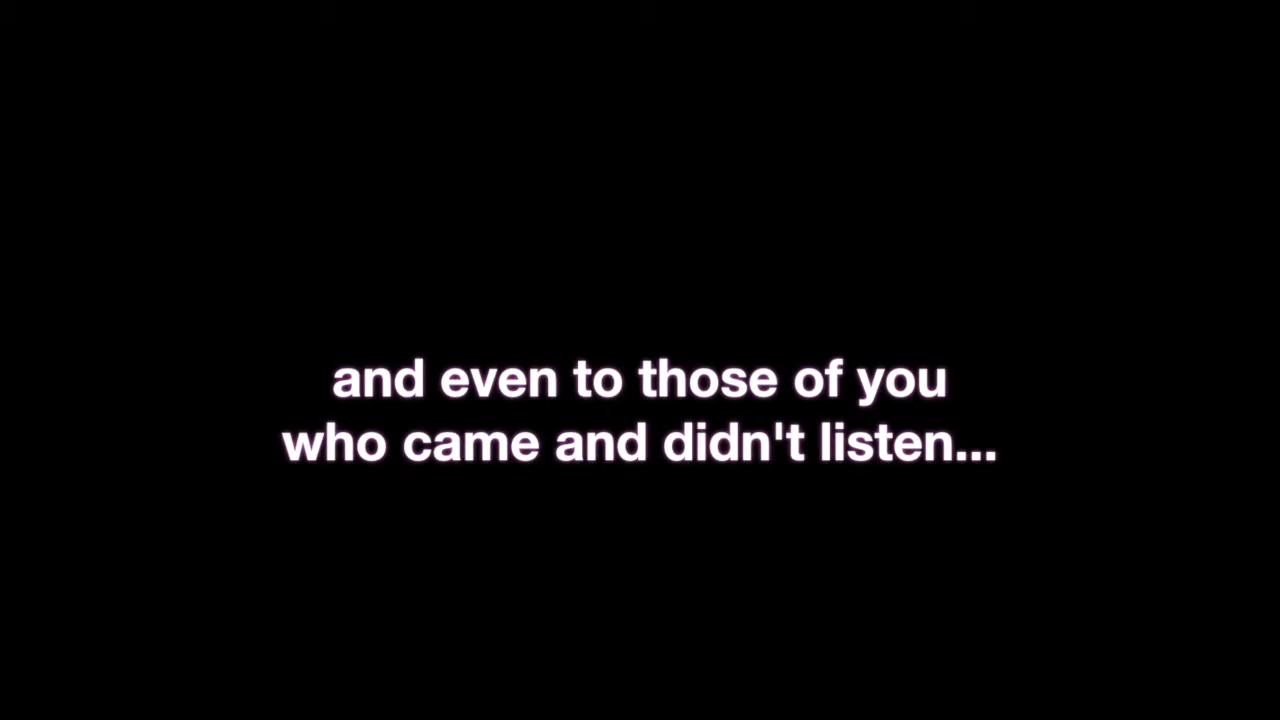 and even to those of you
who came and didn't listen...